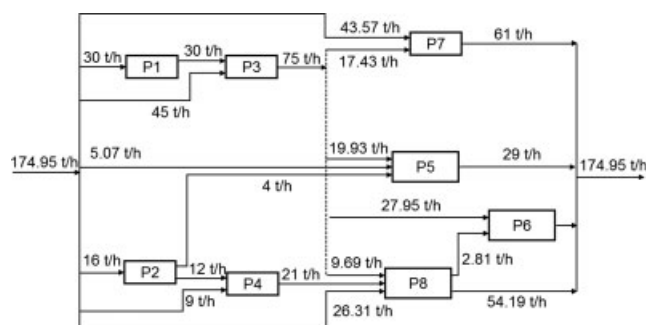 43.57 t/h
P7
61 t/h
30 t/h
P1
30 t/h
P3
75 t/h
17.43 t/h
45 t/h
174.95 t/h
5.07 t/h
19.93 t/h
P5
29 t/h
174.95 t/h
4 t/h
27.95 t/h
P6
16 t/h
P2
12 t/h
P4
21 t/h
9.69 t/h
P8
2.81 t/h
9 t/h
26.31 t/h
54.19 t/h